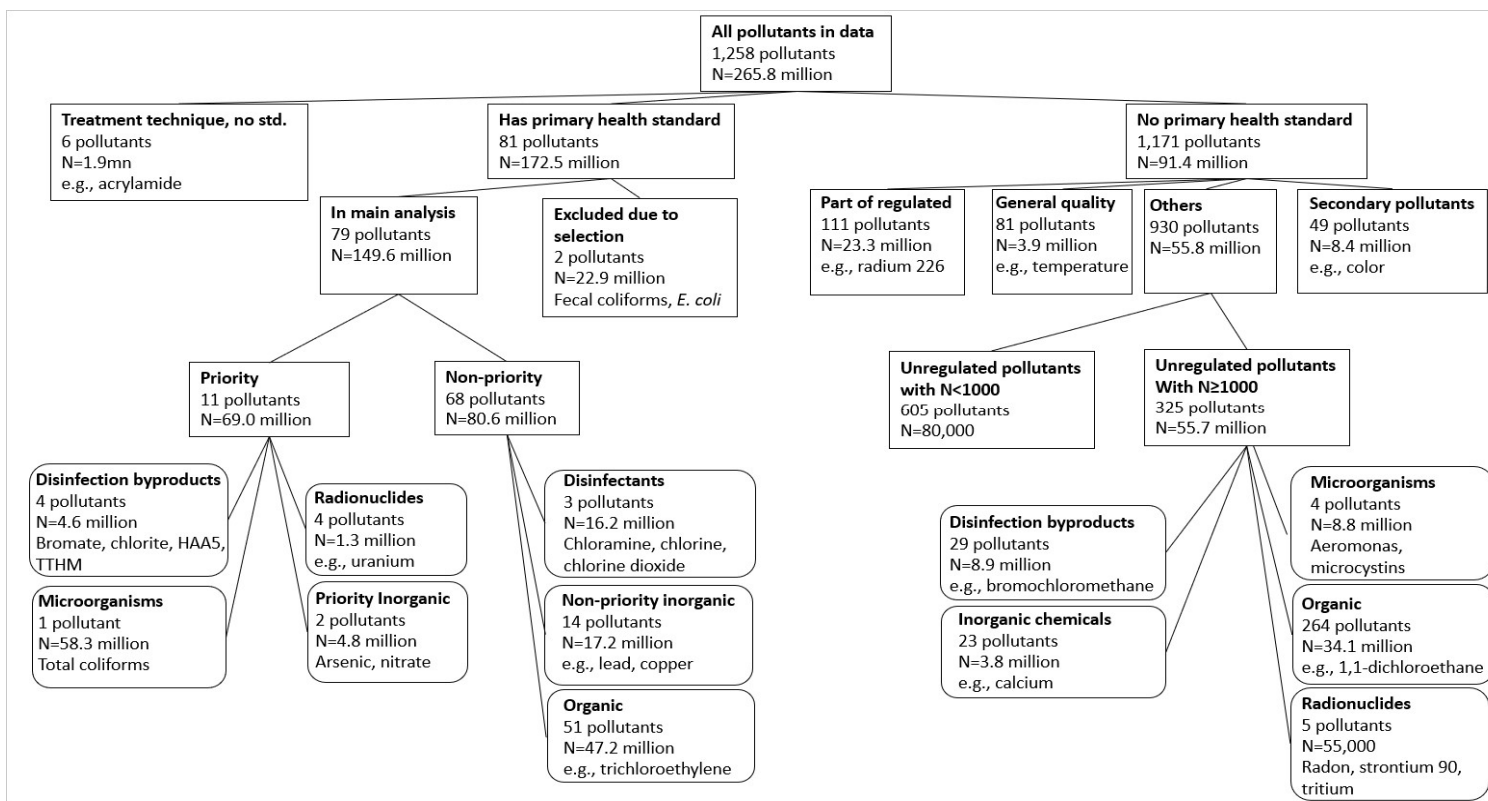 All pollutants in data
1,258 pollutants
N=265.8 million
Treatment technique, no std.
6 pollutants
N=1.9mn
e.g., acrylamide
Has primary health standard
81 pollutants
N=172.5 million
No primary health standard
1,171 pollutants
N=91.4 million
In main analysis
79 pollutants
N=149.6 million
Excluded due to
selection
2 pollutants
N=22.9 million
Fecal coliforms, E. coli
Part of regulated
111 pollutants
N=23.3 million
e.g., radium 226
General quality
81 pollutants
N=3.9 million
e.g., temperature
Others
930 pollutants
N=55.8 million
Secondary pollutants
49 pollutants
N=8.4 million
e.g., color
Priority
11 pollutants
N=69.0 million
Non-priority
68 pollutants
N=80.6 million
Unregulated pollutants
with N<1000
605 pollutants
N=80,000
Unregulated pollutants
With N≥1000
325 pollutants
N=55.7 million
Disinfection byproducts
4 pollutants
N=4.6 million
Bromate, chlorite, HAA5,
TTHM
Radionuclides
4 pollutants
N=1.3 million
e.g., uranium
Microorganisms
1 pollutant
N=58.3 million
Total coliforms
Priority Inorganic
2 pollutants
N=4.8 million
Arsenic, nitrate
Disinfectants
3 pollutants
N=16.2 million
Chloramine, chlorine,
chlorine dioxide
Non-priority inorganic
14 pollutants
N=17.2 million
e.g., lead, copper
Organic
51 pollutants
N=47.2 million
e.g., trichloroethylene
Disinfection byproducts
29 pollutants
N=8.9 million
e.g., bromochloromethane
Inorganic chemicals
23 pollutants
N=3.8 million
e.g., calcium
Microorganisms
4 pollutants
N=8.8 million
Aeromonas,
microcystins
Organic
264 pollutants
N=34.1 million
e.g., 1,1-dichloroethane
Radionuclides
5 pollutants
N=55,000
Radon, strontium 90,
tritium